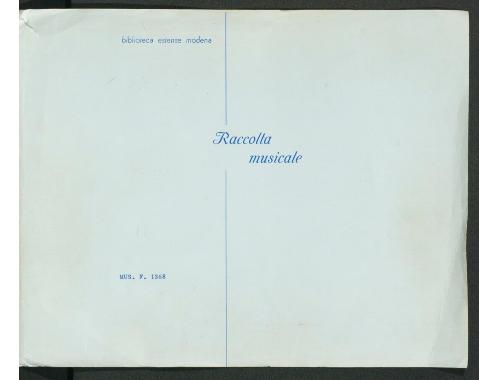 biblioteca estense modena
Raccolta
musicale
MUS. F. 1368